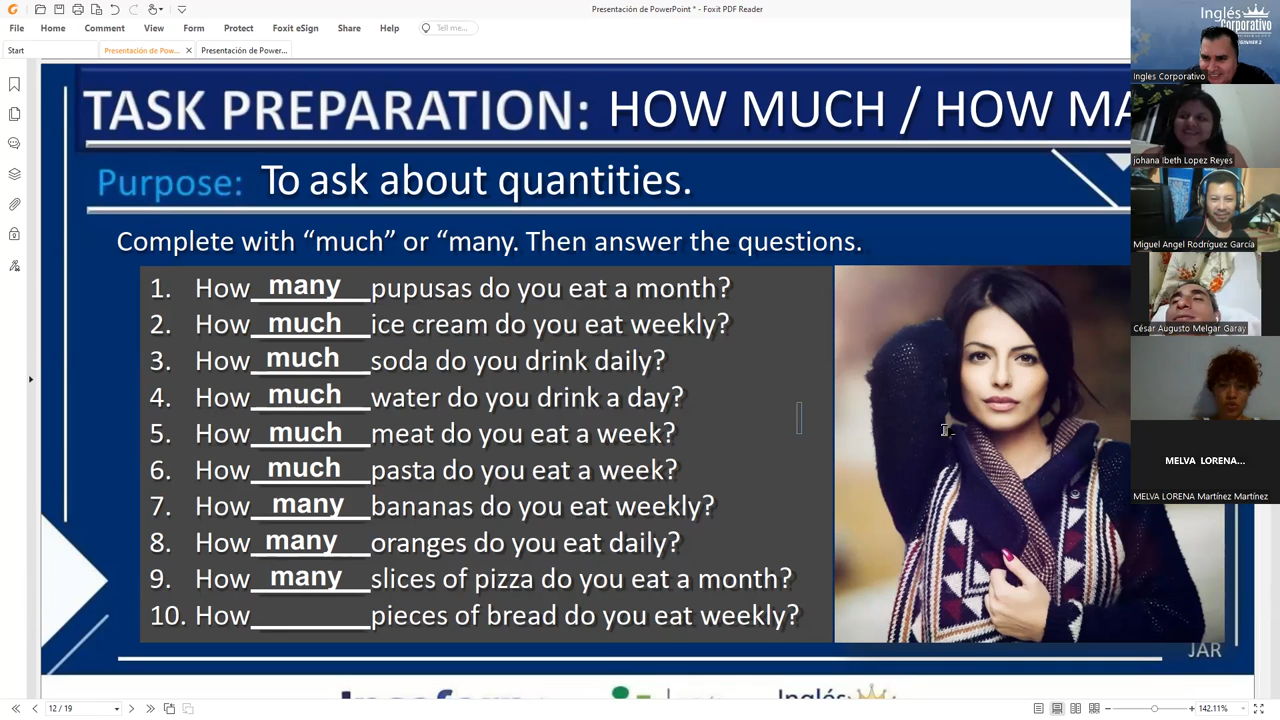 Presentación de PowerPoint * - Foxit PDF Reader
File Home Comment View Form Protect Foxit eSign Share Help Tell me...
Start Presentación de Pow... Presentación de Power...
TASK PREPARATION: HOW MUCH / HOW MA
Purpose: To ask about quantities.
Complete with “much” or “many. Then answer the questions.
1. How many pupusas do you eat a month?
2. How much ice cream do you eat weekly?
3. How much soda do you drink daily?
4. How much water do you drink a day?
5. How much meat do you eat a week?
6. How much pasta do you eat a week?
7. How many bananas do you eat weekly?
8. How many oranges do you eat daily?
9. How many slices of pizza do you eat a month?
10. How__________pieces of bread do you eat weekly?
JAR
Inglés
Corporativo
Ingles Corporativo
johana Ibeth Lopez Reyes
Miguel Angel Rodríguez García
César Augusto Melgar Garay
MELVA LORENA...
MELVA LORENA Martínez Martínez
12 / 19
142.11%